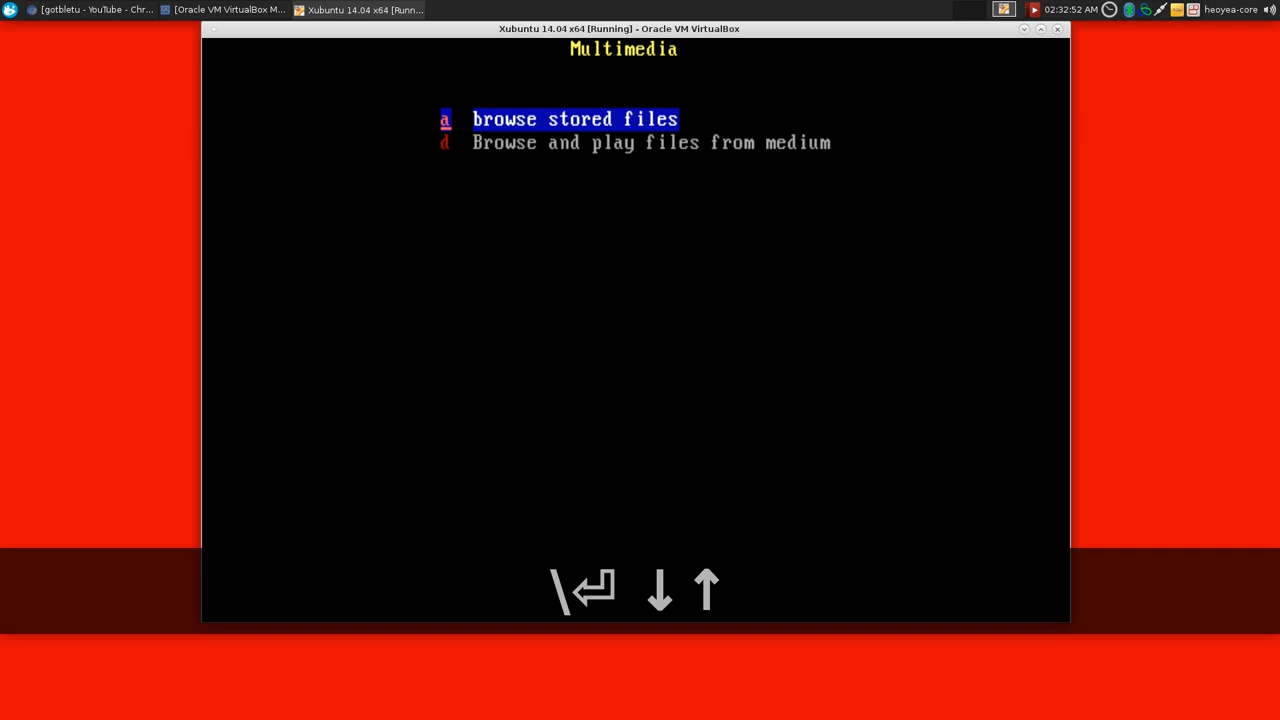 [gotbletu - YouTube - Chr...
[Oracle VM VirtualBox M...
Xubuntu 14.04 x64 [Runn...
02:32:52 AM
heoyea-core
Xubuntu 14.04 x64 [Running] - Oracle VM VirtualBox
Multimedia
a browse stored files
d Browse and play files from medium
\⏎ ↓↑